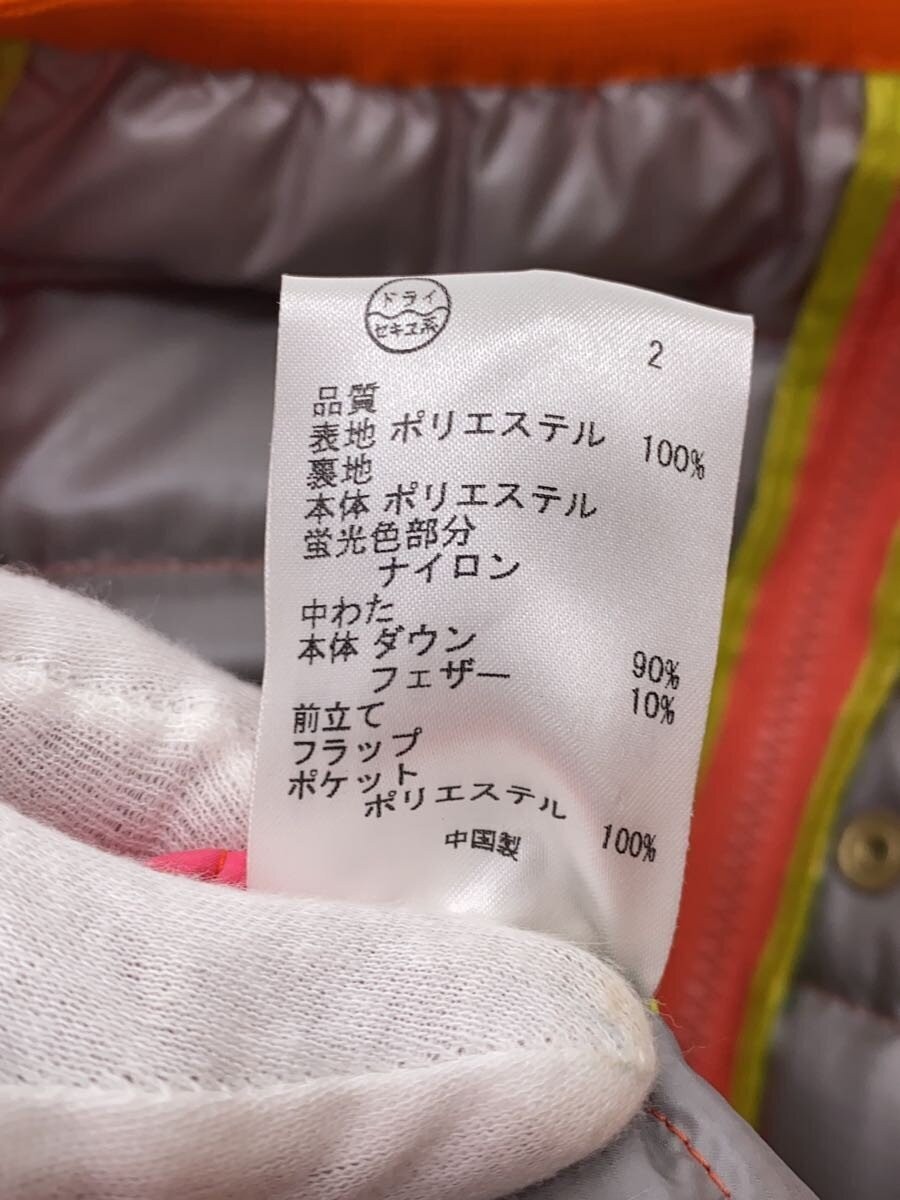 ドライ
セキユ系
2
品質
表地 ポリエステル 100%
裏地
本体 ポリエステル
蛍光色部分
ナイロン
中わた
本体 ダウン 90%
フェザー 10%
前立て
フラップ
ポケット
ポリエステル 100%
中国製